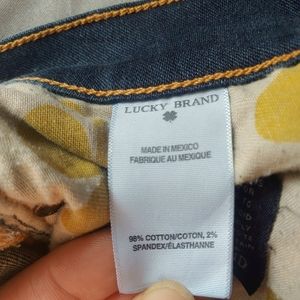 LUCKY BRAND
MADE IN MEXICO
FABRIQUE AU MEXIQUE
98% COTTON/COTON, 2%
SPANDEX/ÉLASTHANNE